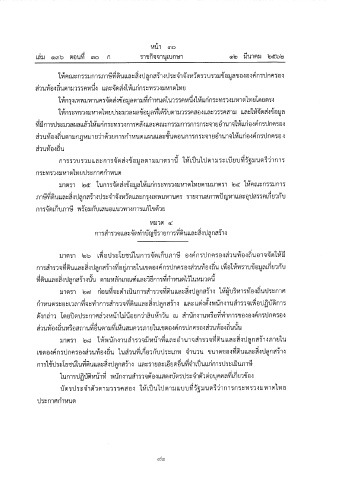 หน้า ๓๐
เล่ม ๑๓๖ ตอนที่ ๓๐ ก ราชกิจจานุเบกษา ๑๒ มีนาคม ๒๕๖๒
ให้คณะกรรมการภาษีที่ดินและสิ่งปลูกสร้างประจำจังหวัดรวบรวมข้อมูลขององค์กรปกครอง
ส่วนท้องถิ่นตามวรรคหนึ่ง และจัดส่งให้แก่กระทรวงมหาดไทย
ให้กรุงเทพมหานครจัดส่งข้อมูลตามที่กำหนดในวรรคหนึ่งให้แก่กระทรวงมหาดไทยโดยตรง
ให้กระทรวงมหาดไทยประมวลผลข้อมูลที่ได้รับตามวรรคสองและวรรคสาม และให้จัดส่งข้อมูล
ที่มีการประมวลผลแล้วให้แก่กระทรวงการคลังและคณะกรรมการการกระจายอำนาจให้แก่องค์กรปกครอง
ส่วนท้องถิ่นตามกฎหมายว่าด้วยการกำหนดแผนและขั้นตอนการกระจายอำนาจให้แก่องค์กรปกครอง
ส่วนท้องถิ่น
การรวบรวมและการจัดส่งข้อมูลตามมาตรานี้ ให้เป็นไปตามระเบียบที่รัฐมนตรีว่าการ
กระทรวงมหาดไทยประกาศกำหนด
มาตรา ๒๕ ในการจัดส่งข้อมูลให้แก่กระทรวงมหาดไทยตามมาตรา ๒๔ ให้คณะกรรมการ
ภาษีที่ดินและสิ่งปลูกสร้างประจำจังหวัดและกรุงเทพมหานคร รายงานสภาพปัญหาและอุปสรรคเกี่ยวกับ
การจัดเก็บภาษี พร้อมกับเสนอแนวทางการแก้ไขด้วย
หมวด ๔
การสำรวจและจัดทำบัญชีรายการที่ดินและสิ่งปลูกสร้าง
มาตรา ๒๖ เพื่อประโยชน์ในการจัดเก็บภาษี องค์กรปกครองส่วนท้องถิ่นอาจจัดให้มี
การสำรวจที่ดินและสิ่งปลูกสร้างที่อยู่ภายในเขตขององค์กรปกครองส่วนท้องถิ่น เพื่อให้ทราบข้อมูลเกี่ยวกับ
ที่ดินและสิ่งปลูกสร้างนั้น ตามหลักเกณฑ์และวิธีการที่กำหนดไว้ในหมวดนี้
มาตรา ๒๗ ก่อนที่จะดำเนินการสำรวจที่ดินและสิ่งปลูกสร้าง ให้ผู้บริหารท้องถิ่นประกาศ
กำหนดระยะเวลาที่จะทำการสำรวจที่ดินและสิ่งปลูกสร้าง และแต่งตั้งพนักงานสำรวจเพื่อปฏิบัติการ
ดังกล่าว โดยปิดประกาศล่วงหน้าไม่น้อยกว่าสิบห้าวัน ณ สำนักงานหรือที่ทำการขององค์กรปกครอง
ส่วนท้องถิ่นหรือสถานที่อื่นตามที่เห็นสมควรภายในเขตองค์กรปกครองส่วนท้องถิ่นนั้น
มาตรา ๒๘ ให้พนักงานสำรวจมีหน้าที่และอำนาจสำรวจที่ดินและสิ่งปลูกสร้างภายใน
เขตขององค์กรปกครองส่วนท้องถิ่น ในส่วนที่เกี่ยวกับประเภท จำนวน ขนาดของที่ดินและสิ่งปลูกสร้าง
การใช้ประโยชน์ในที่ดินและสิ่งปลูกสร้าง และรายละเอียดอื่นที่จำเป็นแก่การประเมินภาษี
ในการปฏิบัติหน้าที่ พนักงานสำรวจต้องแสดงบัตรประจำตัวต่อบุคคลที่เกี่ยวข้อง
บัตรประจำตัวตามวรรคสอง ให้เป็นไปตามแบบที่รัฐมนตรีว่าการกระทรวงมหาดไทย
ประกาศกำหนด